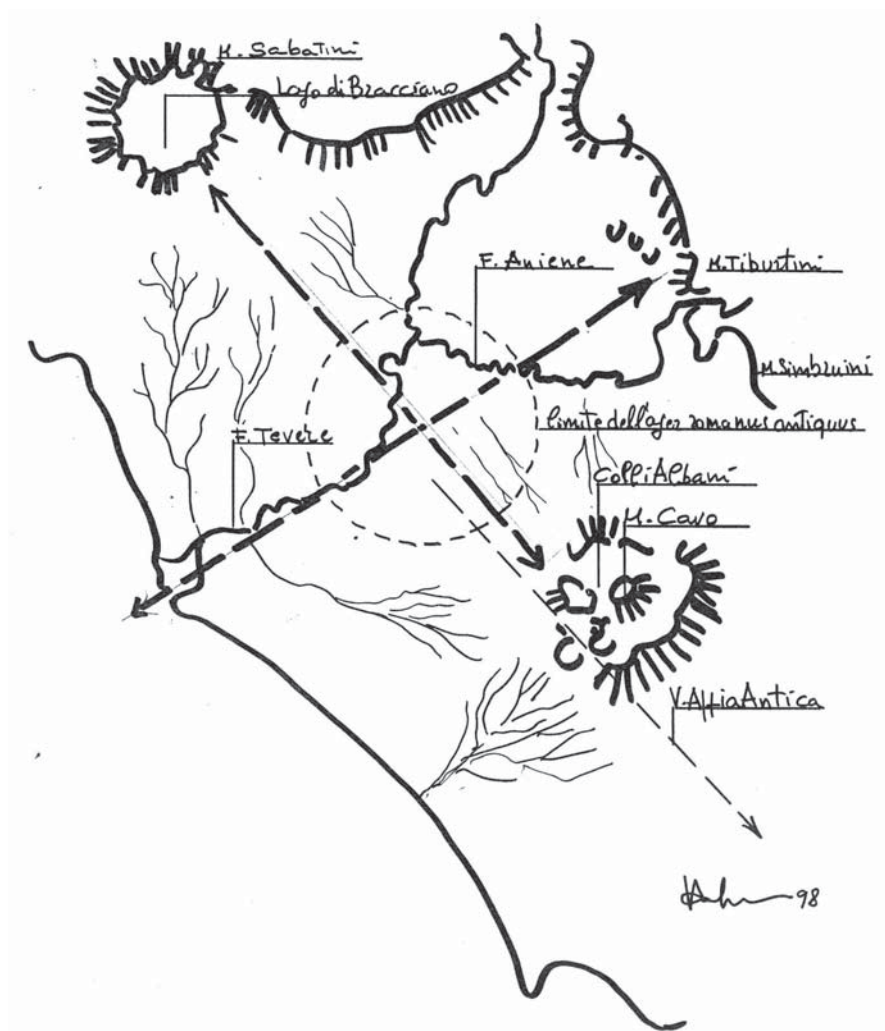 M. Sabatini
Lago di Bracciano
F. Aniene
M. Tiburtini
M. Simbruini
F. Tevere
limite dell'ager romanus antiquus
Colli Albani
M. Cavo
V. Appia Antica
98